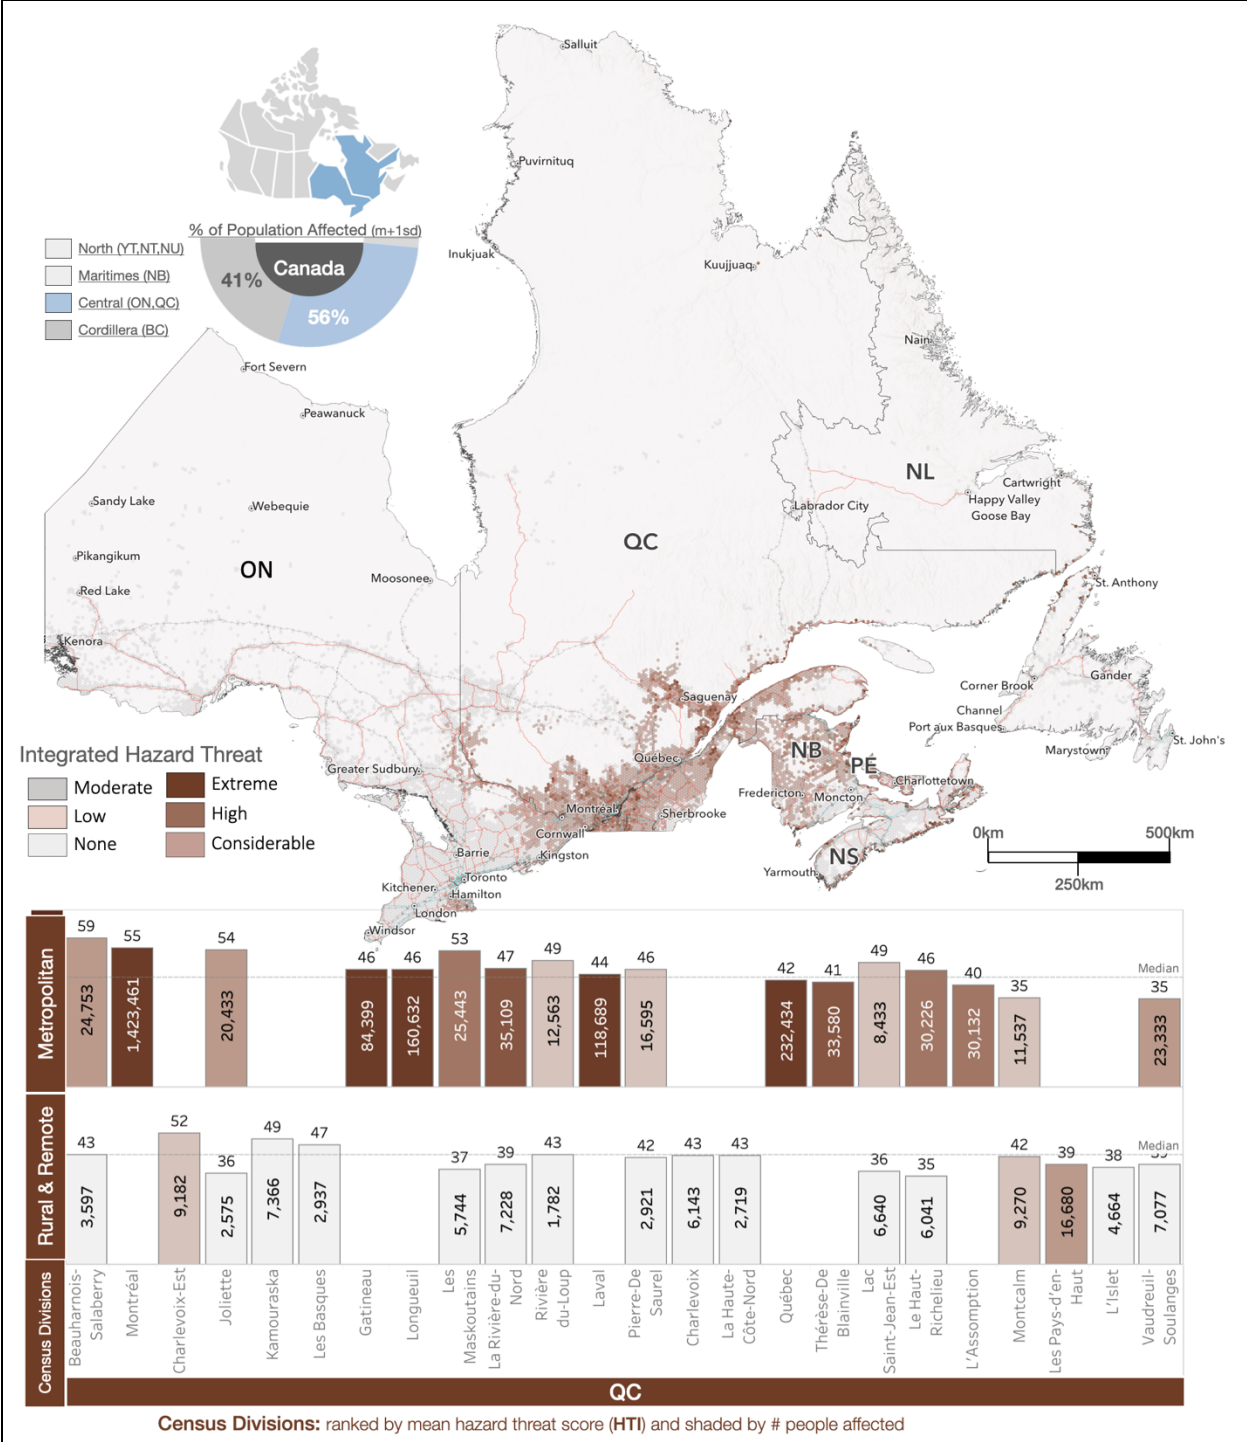 Salluit
Puvirnituq
% of Population Affected (m+1sd)
North (YT,NT,NU)
Maritimes (NB)
Central (ON,QC)
Cordillera (BC)
Canada
41%
56%
Inukjuak
Kuujjuaq
Nain
Fort Severn
Peawanuck
NL
Cartwright
Happy Valley
Goose Bay
Sandy Lake
Webequie
Labrador City
QC
Pikangikum
ON
Moosonee
Red Lake
St. Anthony
Kenora
Gander
Corner Brook
Saguenay
Channel
Port aux Basques
St. John's
Marystown
Integrated Hazard Threat
Moderate
Low
None
Extreme
High
Considerable
Québec
NB
PE
Greater Sudbury
Charlottetown
Fredericton
Moncton
Montréal
Sherbrooke
Cornwall
Barrie
Kingston
NS
Yarmouth
0km
500km
250km
Toronto
Kitchener
Hamilton
London
Windsor
Metropolitan
59 55 54 46 46 53 47 49 44 46 42 41 49 46 40 35 35
Median
24,753 1,423,461 20,433 84,399 160,632 25,443 35,109 12,563 118,689 16,595 232,434 33,580 8,433 30,226 30,132 11,537 23,333
Rural & Remote
43 52 36 49 47 37 39 43 42 43 43 36 35 42 39 38
Median
3,597 9,182 2,575 7,366 2,937 5,744 7,228 1,782 2,921 6,143 2,719 6,640 6,041 9,270 16,680 4,664 7,077
Census Divisions
Beauharnois-
Salaberry
Montréal
Charlevoix-Est
Joliette
Kamouraska
Les Basques
Gatineau
Longueuil
Les
Maskoutains
La Rivière-du-
Nord
Rivière
du-Loup
Laval
Pierre-De
Saurel
Charlevoix
La Haute-
Côte-Nord
Québec
Thérèse-De
Blainville
Lac
Saint-Jean-Est
Le Haut-
Richelieu
L'Assomption
Montcalm
Les Pays-d'en-
Haut
L'Islet
Vaudreuil-
Soulanges
QC
Census Divisions: ranked by mean hazard threat score (HTI) and shaded by # people affected